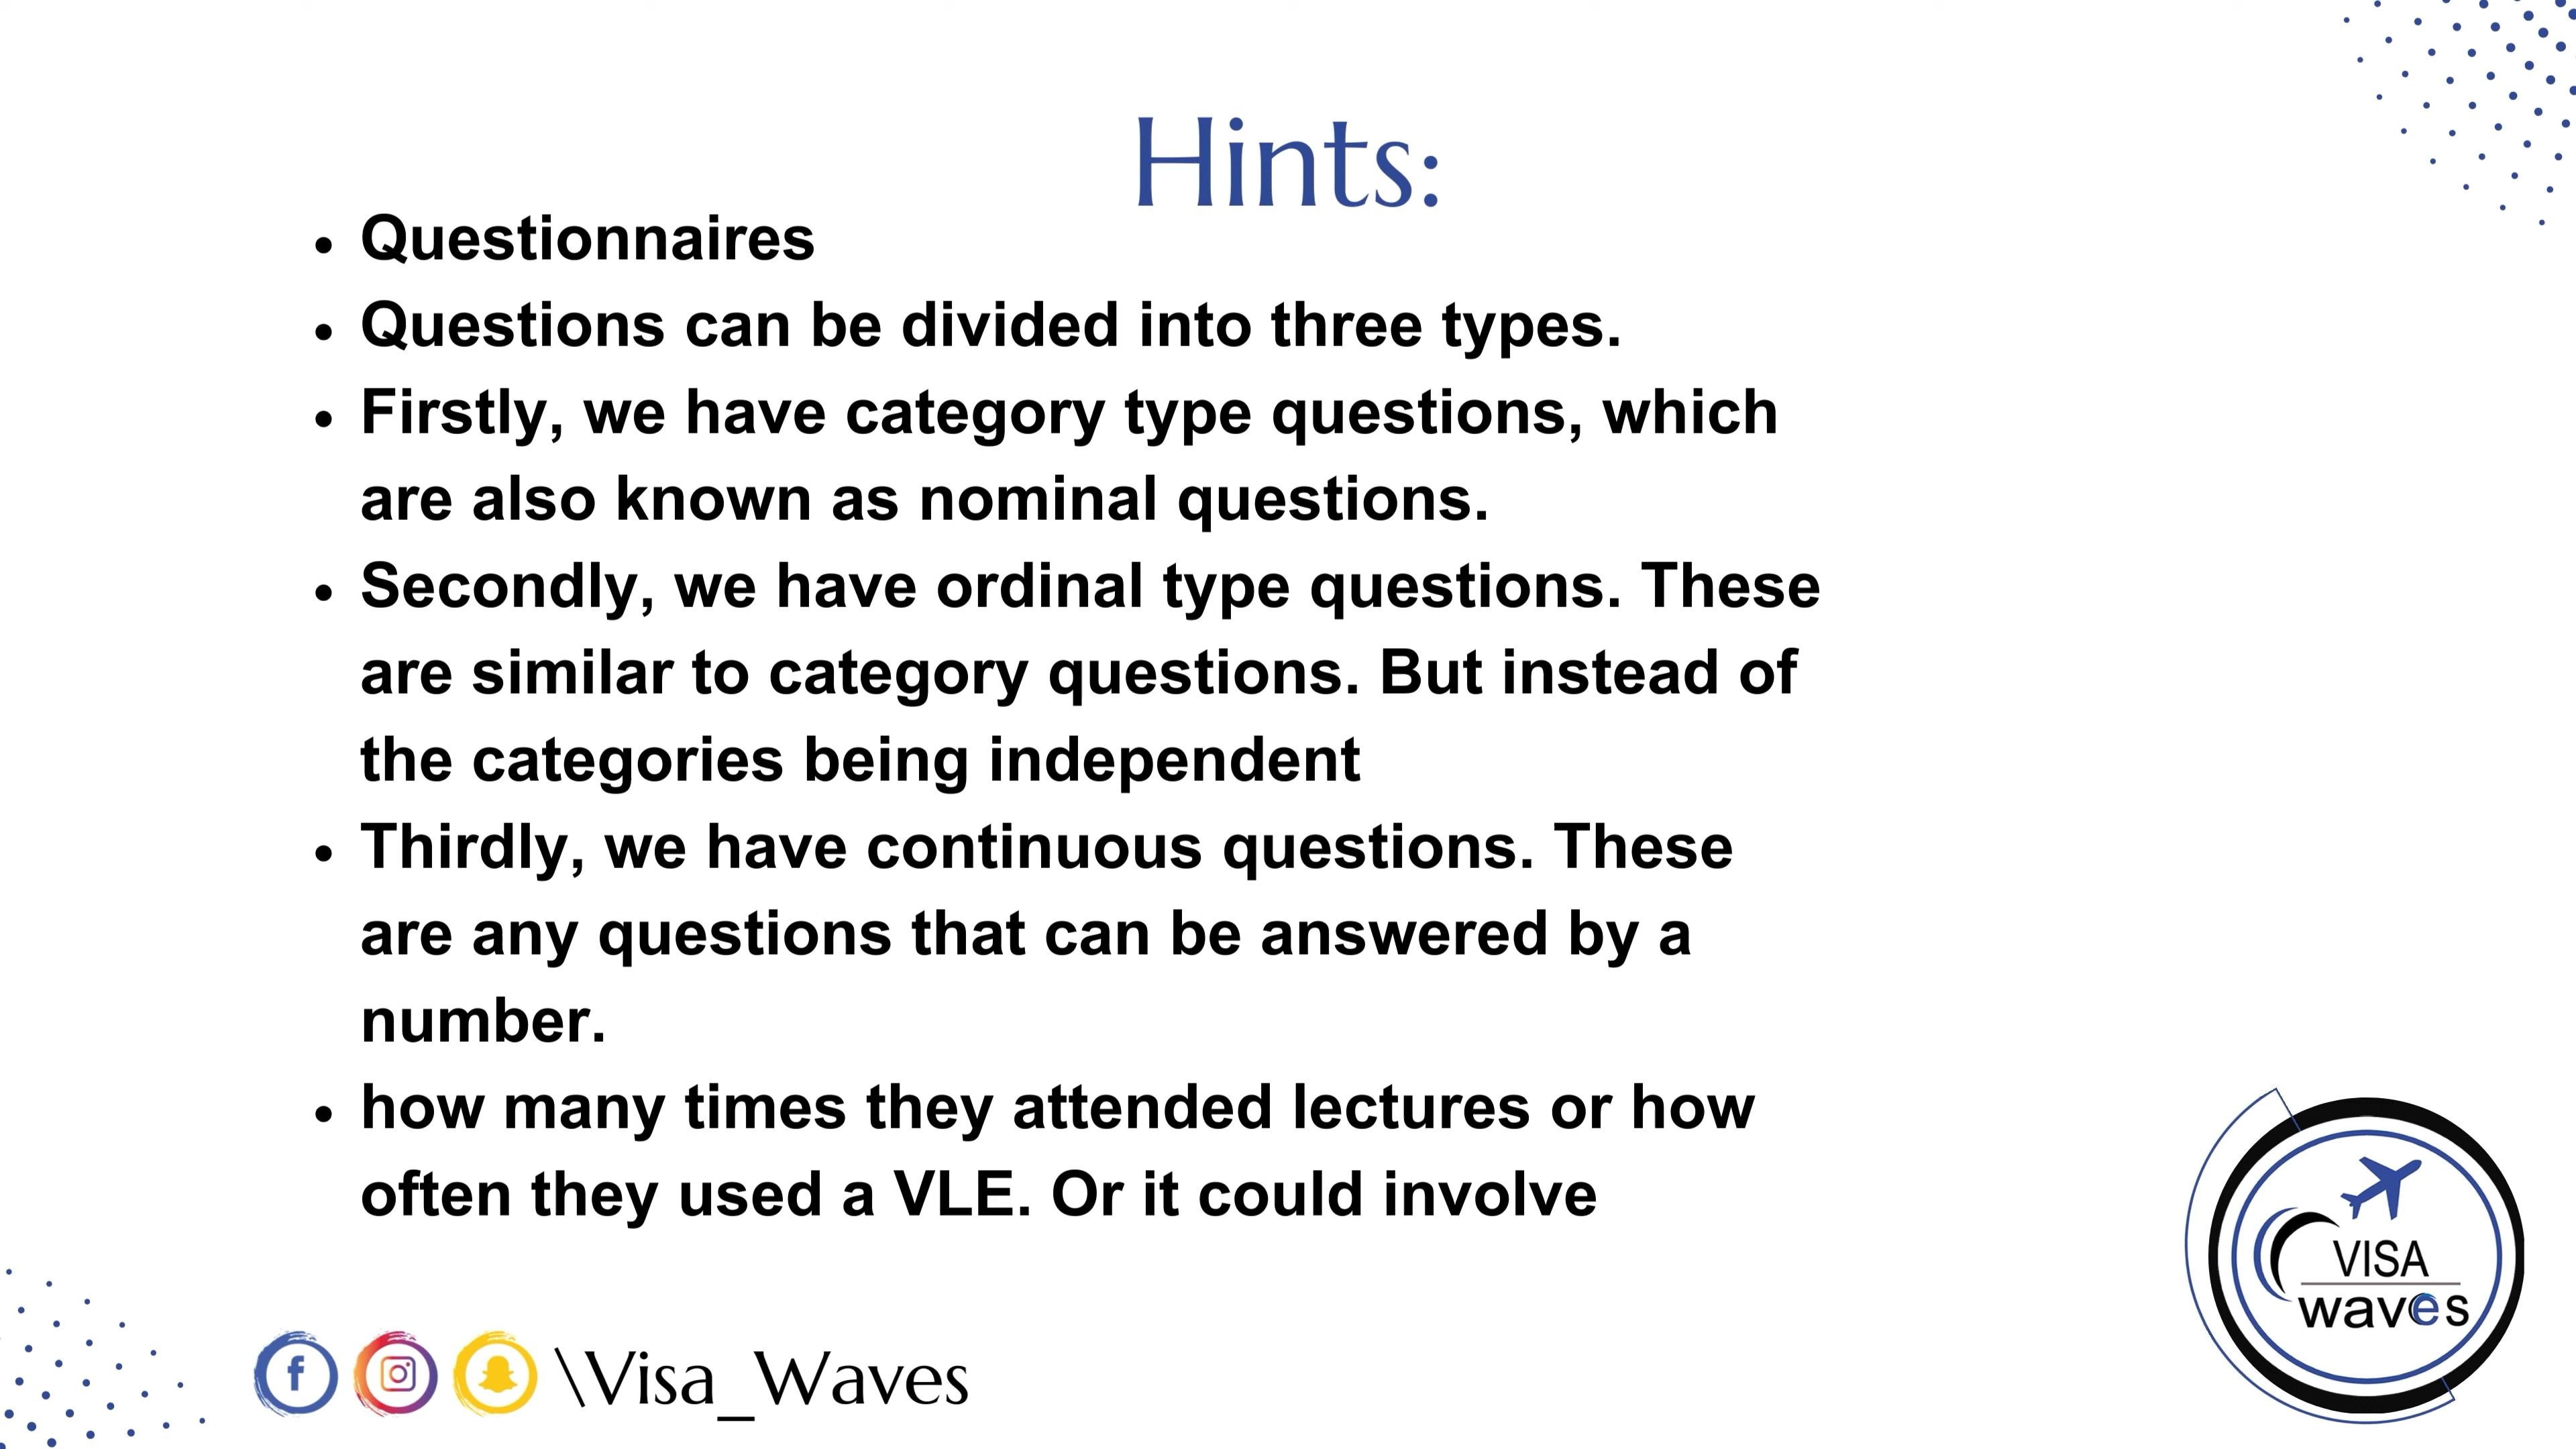 Hints:
• Questionnaires
• Questions can be divided into three types.
• Firstly, we have category type questions, which
are also known as nominal questions.
• Secondly, we have ordinal type questions. These
are similar to category questions. But instead of
the categories being independent
• Thirdly, we have continuous questions. These
are any questions that can be answered by a
number.
• how many times they attended lectures or how
often they used a VLE. Or it could involve
VISA
waves
\Visa_Waves